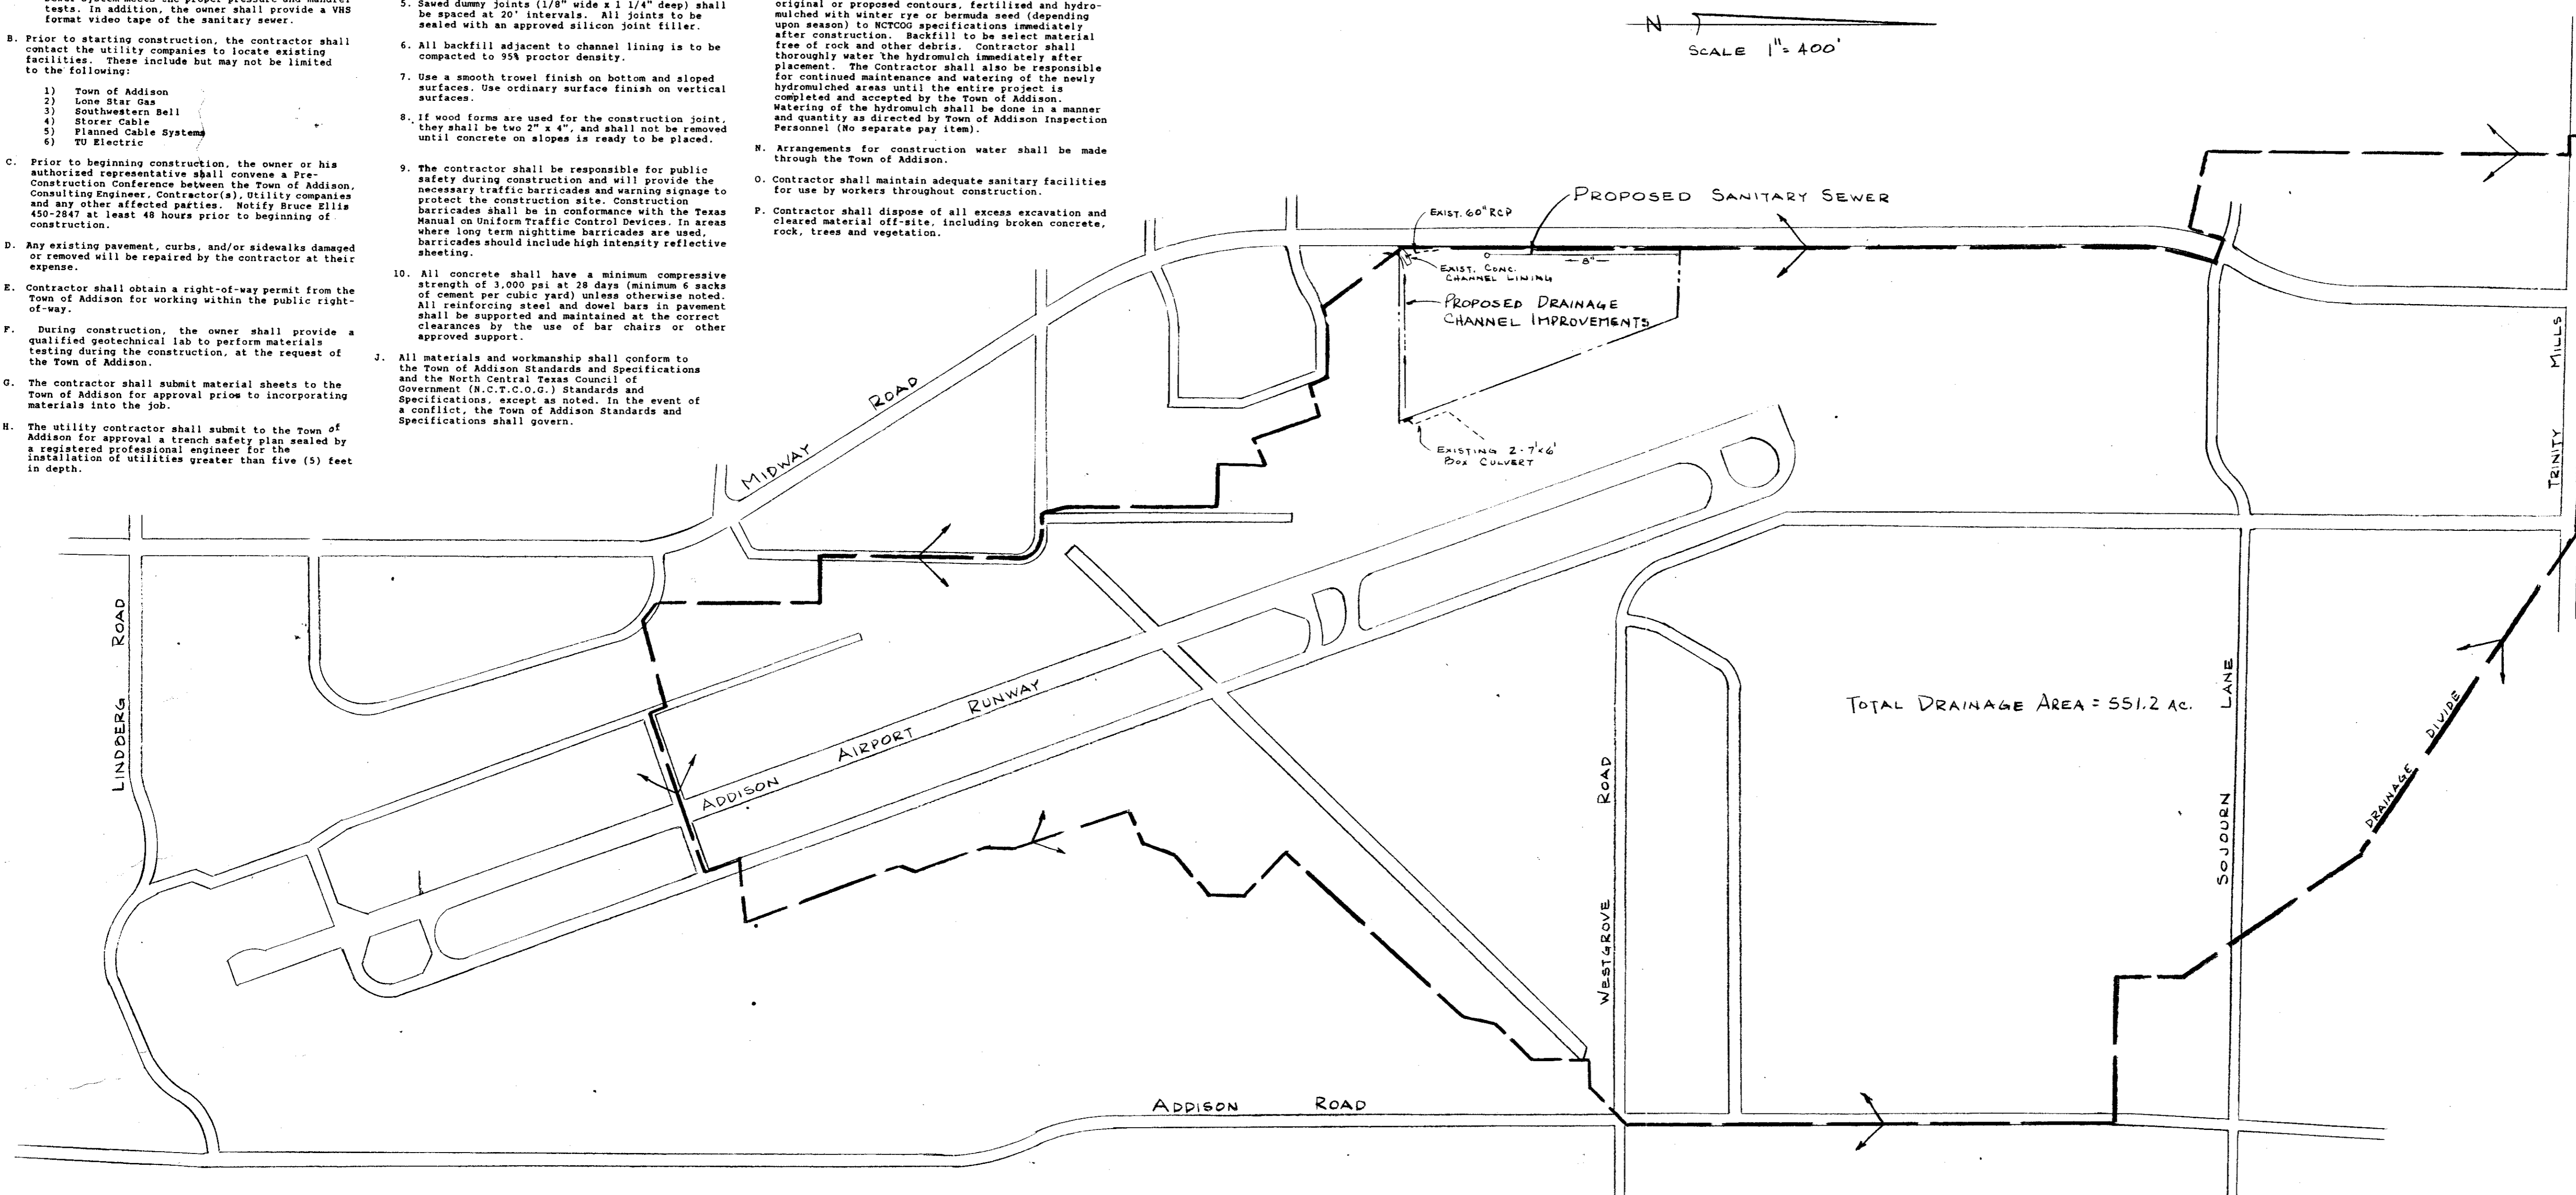 tests. In addition, the owner shall provide a VHS
format video tape of the sanitary sewer.
B. Prior to starting construction, the contractor shall
contact the utility companies to locate existing
facilities. These include but may not be limited
to the following:
1) Town of Addison
2) Lone Star Gas
3) Southwestern Bell
4) Storer Cable
5) Planned Cable Systems
6) TU Electric
C. Prior to beginning construction, the owner or his
authorized representative shall convene a Pre-
Construction Conference between the Town of Addison,
Consulting Engineer, Contractor(s), Utility companies
and any other affected parties. Notify Bruce Ellis
450-2847 at least 48 hours prior to beginning of
construction.
D. Any existing pavement, curbs, and/or sidewalks damaged
or removed will be repaired by the contractor at their
expense.
E. Contractor shall obtain a right-of-way permit from the
Town of Addison for working within the public right-
of-way.
F. During construction, the owner shall provide a
qualified geotechnical lab to perform materials
testing during the construction, at the request of
the Town of Addison.
G. The contractor shall submit material sheets to the
Town of Addison for approval prior to incorporating
materials into the job.
H. The utility contractor shall submit to the Town of
Addison for approval a trench safety plan sealed by
a registered professional engineer for the
installation of utilities greater than five (5) feet
in depth.
5. Sawed dummy joints (1/8" wide x 1 1/4" deep) shall
be spaced at 20' intervals. All joints to be
sealed with an approved silicon joint filler.
6. All backfill adjacent to channel lining is to be
compacted to 95% proctor density.
7. Use a smooth trowel finish on bottom and sloped
surfaces. Use ordinary surface finish on vertical
surfaces.
8. If wood forms are used for the construction joint,
they shall be two 2" x 4", and shall not be removed
until concrete on slopes is ready to be placed.
9. The contractor shall be responsible for public
safety during construction and will provide the
necessary traffic barricades and warning signage to
protect the construction site. Construction
barricades shall be in conformance with the Texas
Manual on Uniform Traffic Control Devices. In areas
where long term nighttime barricades are used,
barricades should include high intensity reflective
sheeting.
10. All concrete shall have a minimum compressive
strength of 3,000 psi at 28 days (minimum 6 sacks
of cement per cubic yard) unless otherwise noted.
All reinforcing steel and dowel bars in pavement
shall be supported and maintained at the correct
clearances by the use of bar chairs or other
approved support.
J. All materials and workmanship shall conform to
the Town of Addison Standards and Specifications
and the North Central Texas Council of
Government (N.C.T.C.O.G.) Standards and
Specifications, except as noted. In the event of
a conflict, the Town of Addison Standards and
Specifications shall govern.
original or proposed contours, fertilized and hydro-
mulched with winter rye or bermuda seed (depending
upon season) to NCTCOG specifications immediately
after construction. Backfill to be select material
free of rock and other debris. Contractor shall
thoroughly water the hydromulch immediately after
placement. The Contractor shall also be responsible
for continued maintenance and watering of the newly
hydromulched areas until the entire project is
completed and accepted by the Town of Addison.
Watering of the hydromulch shall be done in a manner
and quantity as directed by Town of Addison Inspection
Personnel (No separate pay item).
N. Arrangements for construction water shall be made
through the Town of Addison.
O. Contractor shall maintain adequate sanitary facilities
for use by workers throughout construction.
P. Contractor shall dispose of all excess excavation and
cleared material off-site, including broken concrete,
rock, trees and vegetation.
N
SCALE 1"= 400'
PROPOSED SANITARY SEWER
EXIST. 60" RCP
8"
EXIST. CONC.
CHANNEL LINING
PROPOSED DRAINAGE
CHANNEL IMPROVEMENTS
EXISTING 2-7'x6'
BOX CULVERT
MIDWAY ROAD
LINDBERG ROAD
ADDISON AIRPORT RUNWAY
WESTGROVE ROAD
TOTAL DRAINAGE AREA = 551.2 AC.
SOJOURN LANE
TRINITY MILLS
DRAINAGE DIVIDE
ADDISON ROAD